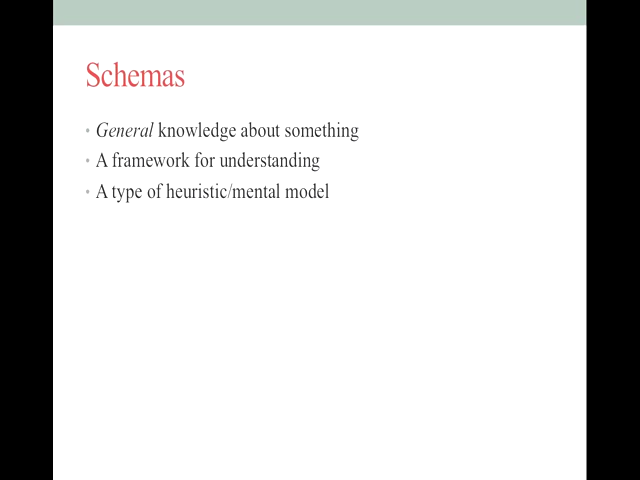 Schemas
• General knowledge about something
• A framework for understanding
• A type of heuristic/mental model